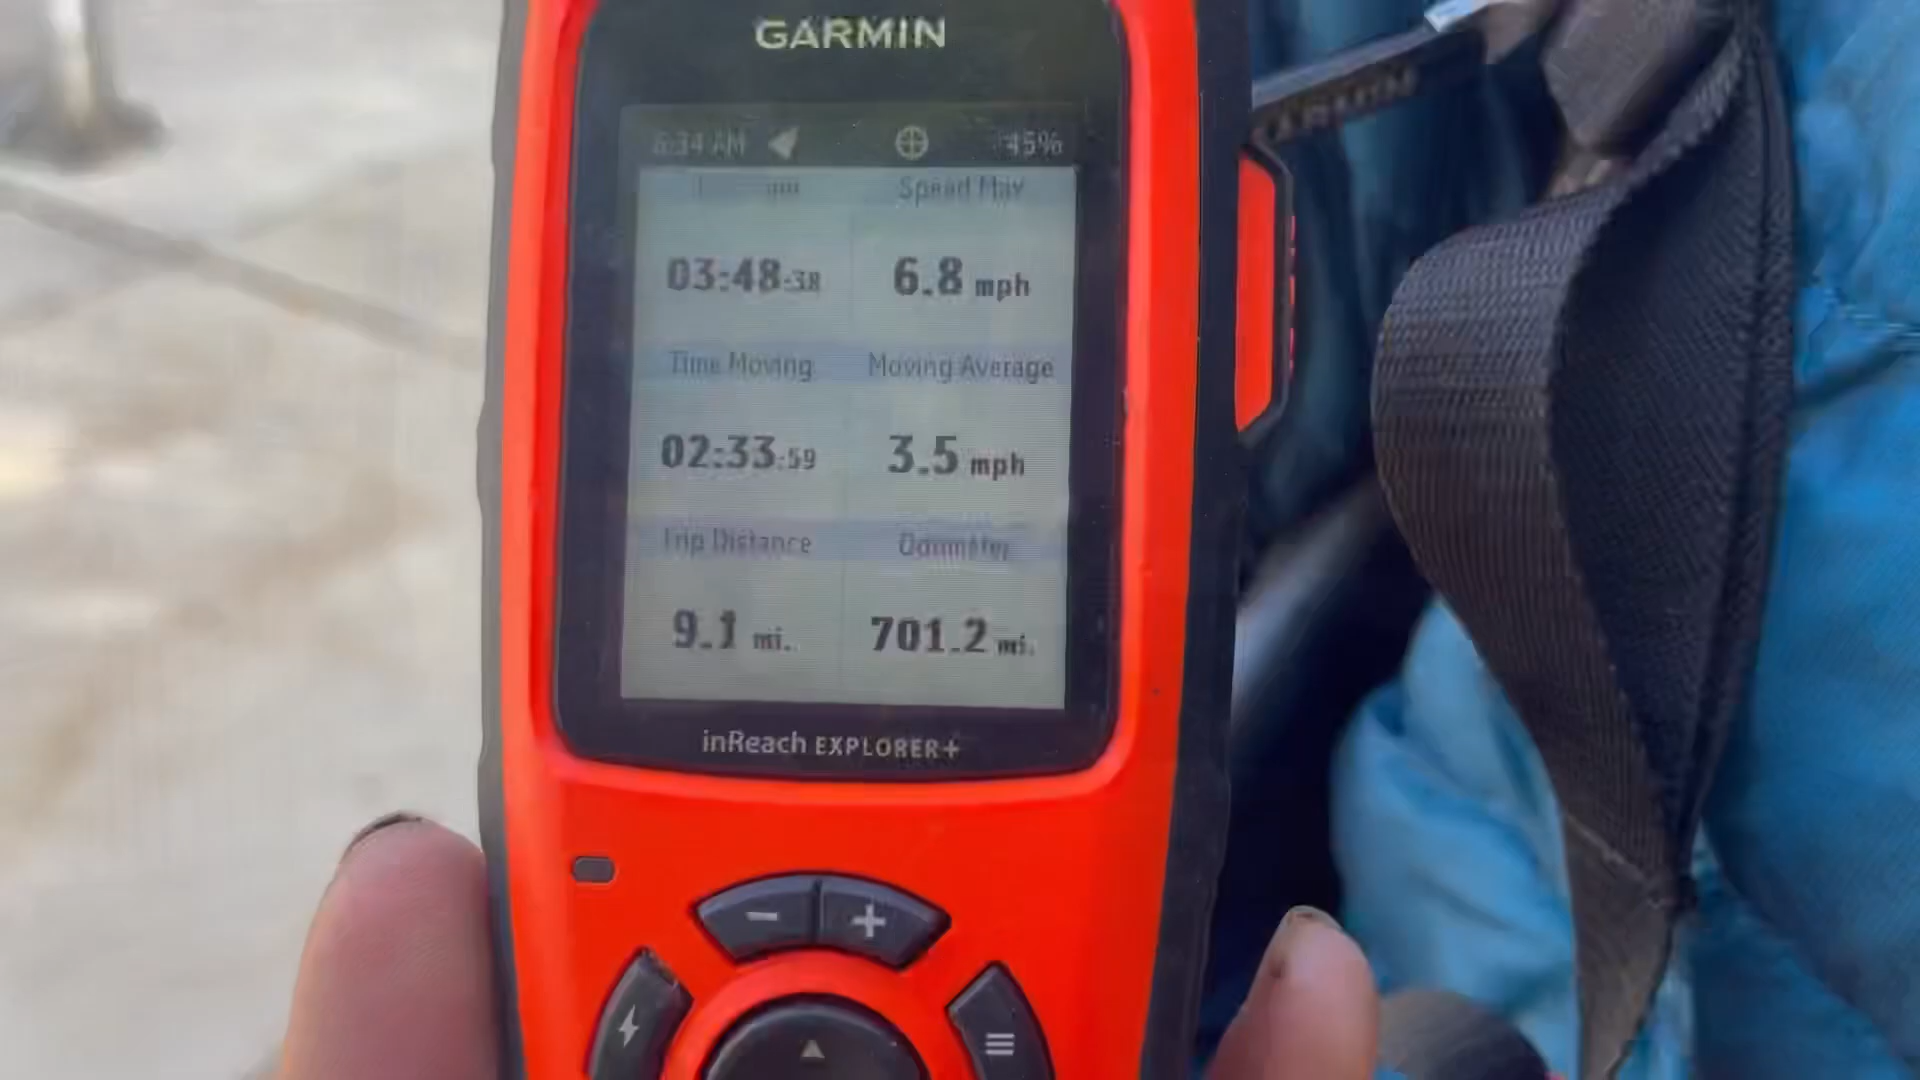 GARMIN
6:34 AM 45%
Speed Max
03:48:38 6.8 mph
Time Moving Moving Average
02:33:59 3.5 mph
Trip Distance Odometer
9.1 mi. 701.2 mi.
inReach EXPLORER+
- +